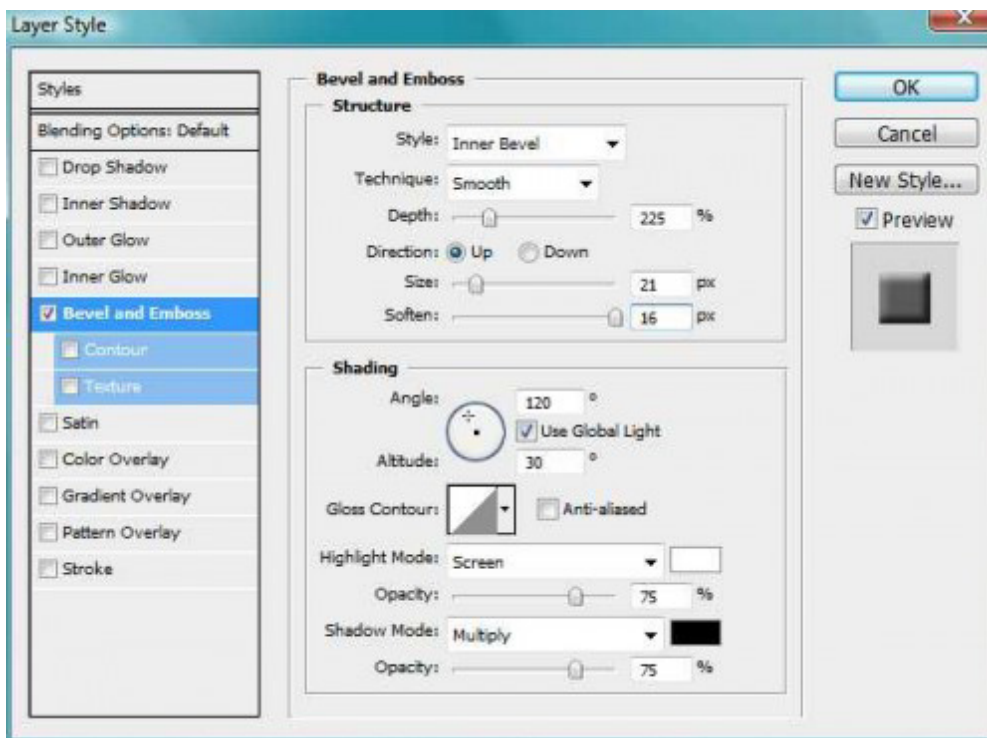 Layer Style
Styles
Blending Options: Default
Drop Shadow
Inner Shadow
Outer Glow
Inner Glow
Bevel and Emboss
Contour
Texture
Satin
Color Overlay
Gradient Overlay
Pattern Overlay
Stroke
Bevel and Emboss
Structure
Style: Inner Bevel
Technique: Smooth
Depth: 225 %
Direction: Up Down
Size: 21 px
Soften: 16 px
Shading
Angle: 120 °
Use Global Light
Altitude: 30 °
Gloss Contour: Anti-aliased
Highlight Mode: Screen
Opacity: 75 %
Shadow Mode: Multiply
Opacity: 75 %
OK
Cancel
New Style...
Preview